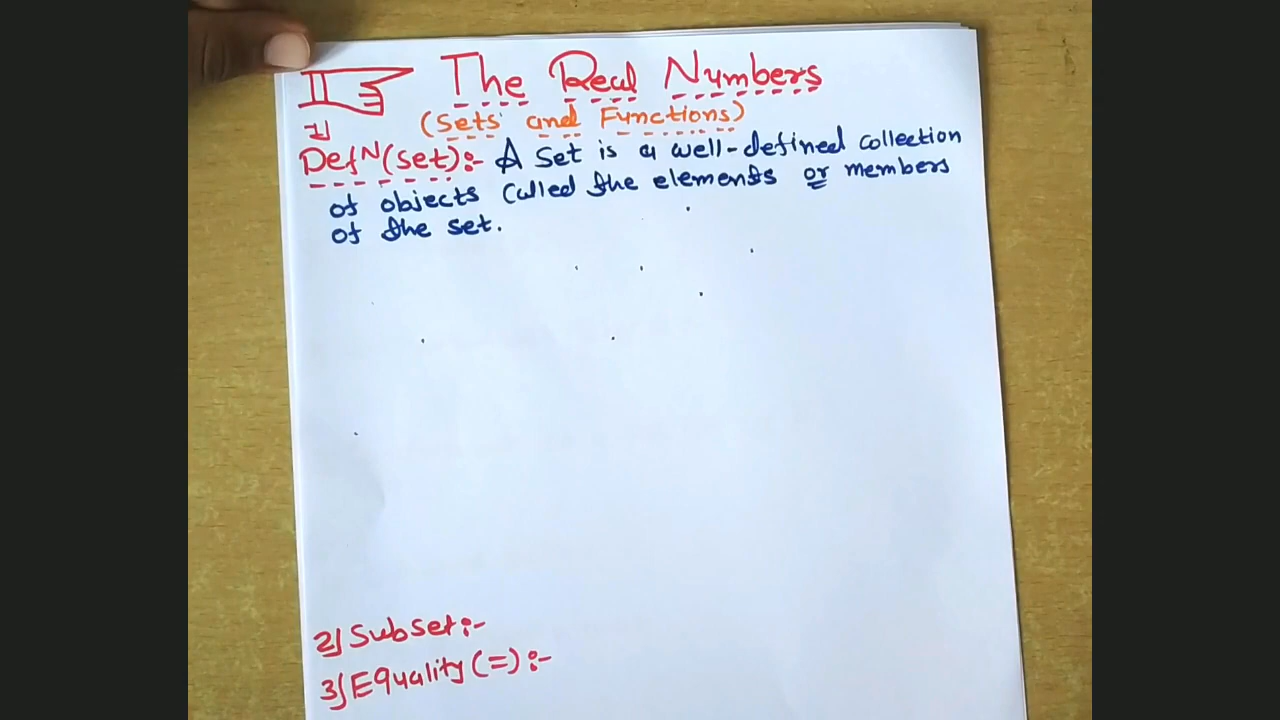 The Real Numbers
(Sets and Functions)
1)
Defⁿ(set):- A set is a well-defined collection
of objects called the elements or members
of the set.
2) Subset:-
3) Equality(=):-